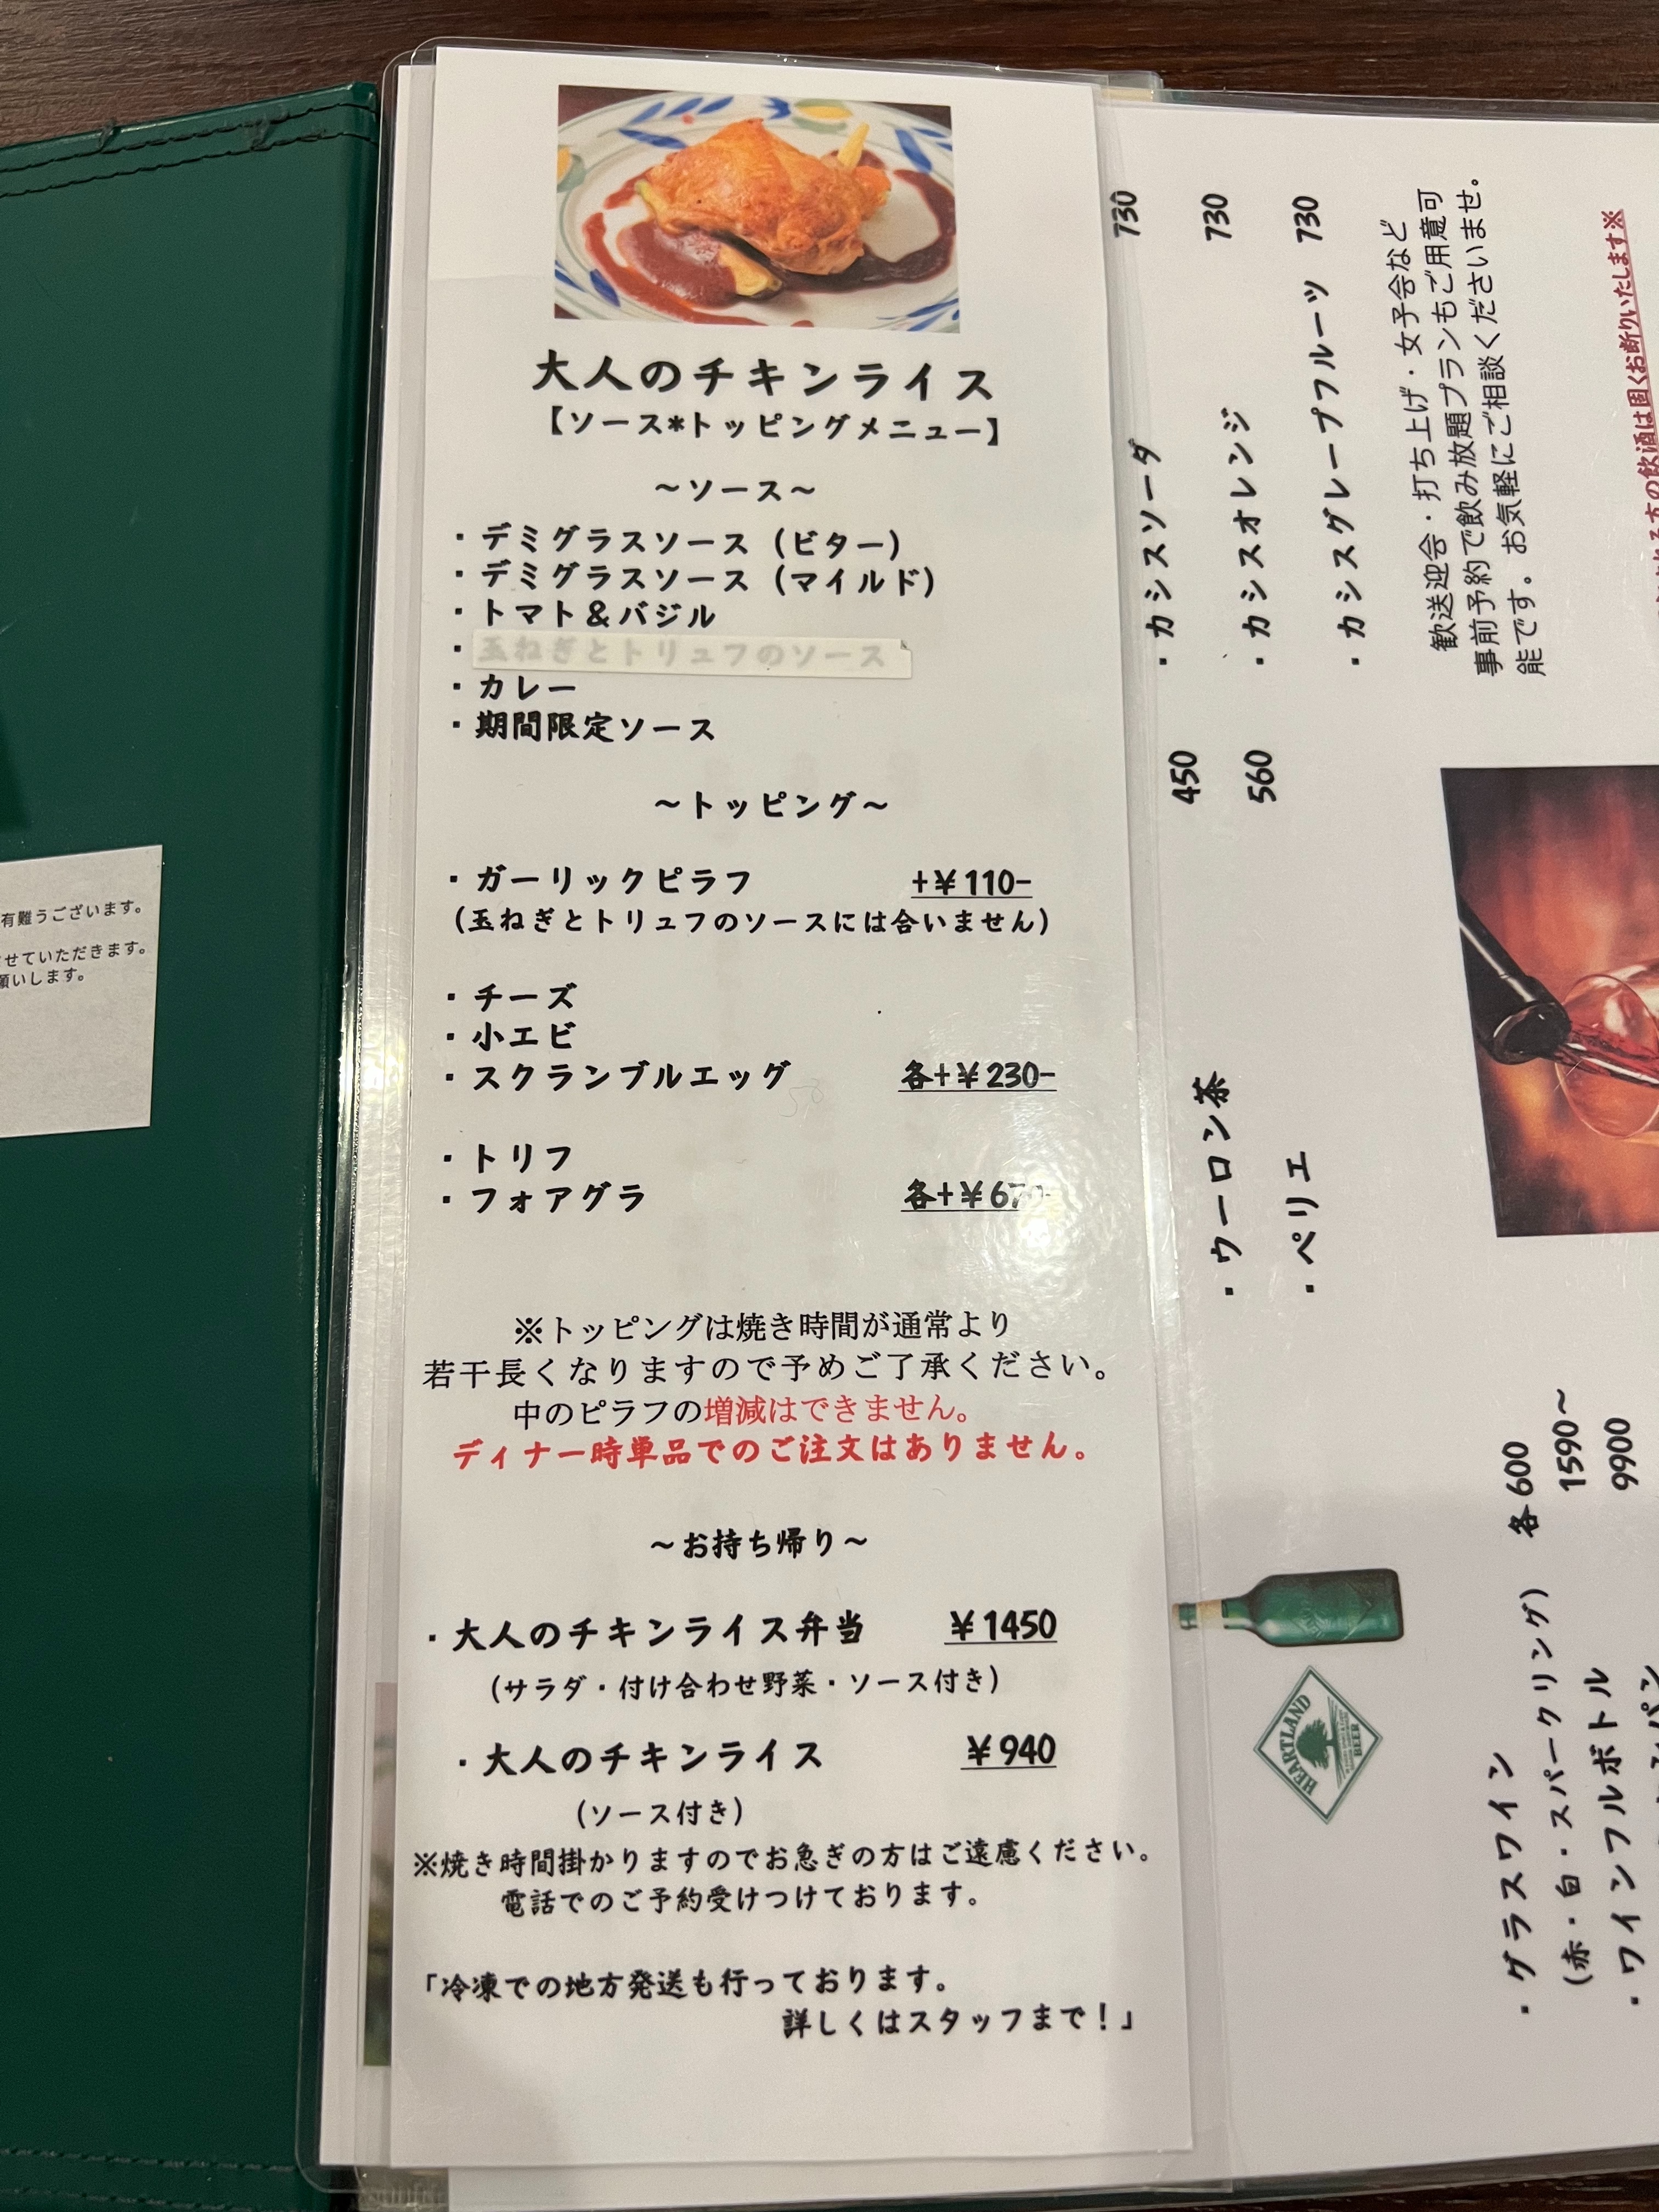 大人のチキンライス
【ソース*トッピングメニュー】
～ソース～
・デミグラスソース（ビター）
・デミグラスソース（マイルド）
・トマト＆バジル
・玉ねぎとトリュフのソース
・カレー
・期間限定ソース
～トッピング～
・ガーリックピラフ +￥110-
（玉ねぎとトリュフのソースには合いません）
・チーズ
・小エビ
・スクランブルエッグ 各+￥230-
・トリフ
・フォアグラ 各+￥670-
※トッピングは焼き時間が通常より
若干長くなりますので予めご了承ください。
中のピラフの増減はできません。
ディナー時単品でのご注文はありません。
～お持ち帰り～
・大人のチキンライス弁当 ￥1450
（サラダ・付け合わせ野菜・ソース付き）
・大人のチキンライス ￥940
（ソース付き）
※焼き時間掛かりますのでお急ぎの方はご遠慮ください。
電話でのご予約受けつけております。
「冷凍での地方発送も行っております。
詳しくはスタッフまで！」
・カシスソーダ 730
・カシスオレンジ 730
・カシスグレープフルーツ 730
歓送迎会・打ち上げ・女子会など
事前予約で飲み放題プランもご用意可
能です。お気軽にご相談くださいませ。
の飲酒は固くお断りいたします※
・ウーロン茶 450
・ペリエ 560
・グラスワイン 各600
（赤・白・スパークリング）
・ワインフルボトル 1590～
9900
HEARTLAND
BEER
有難うございます。
せていただきます。
願いします。